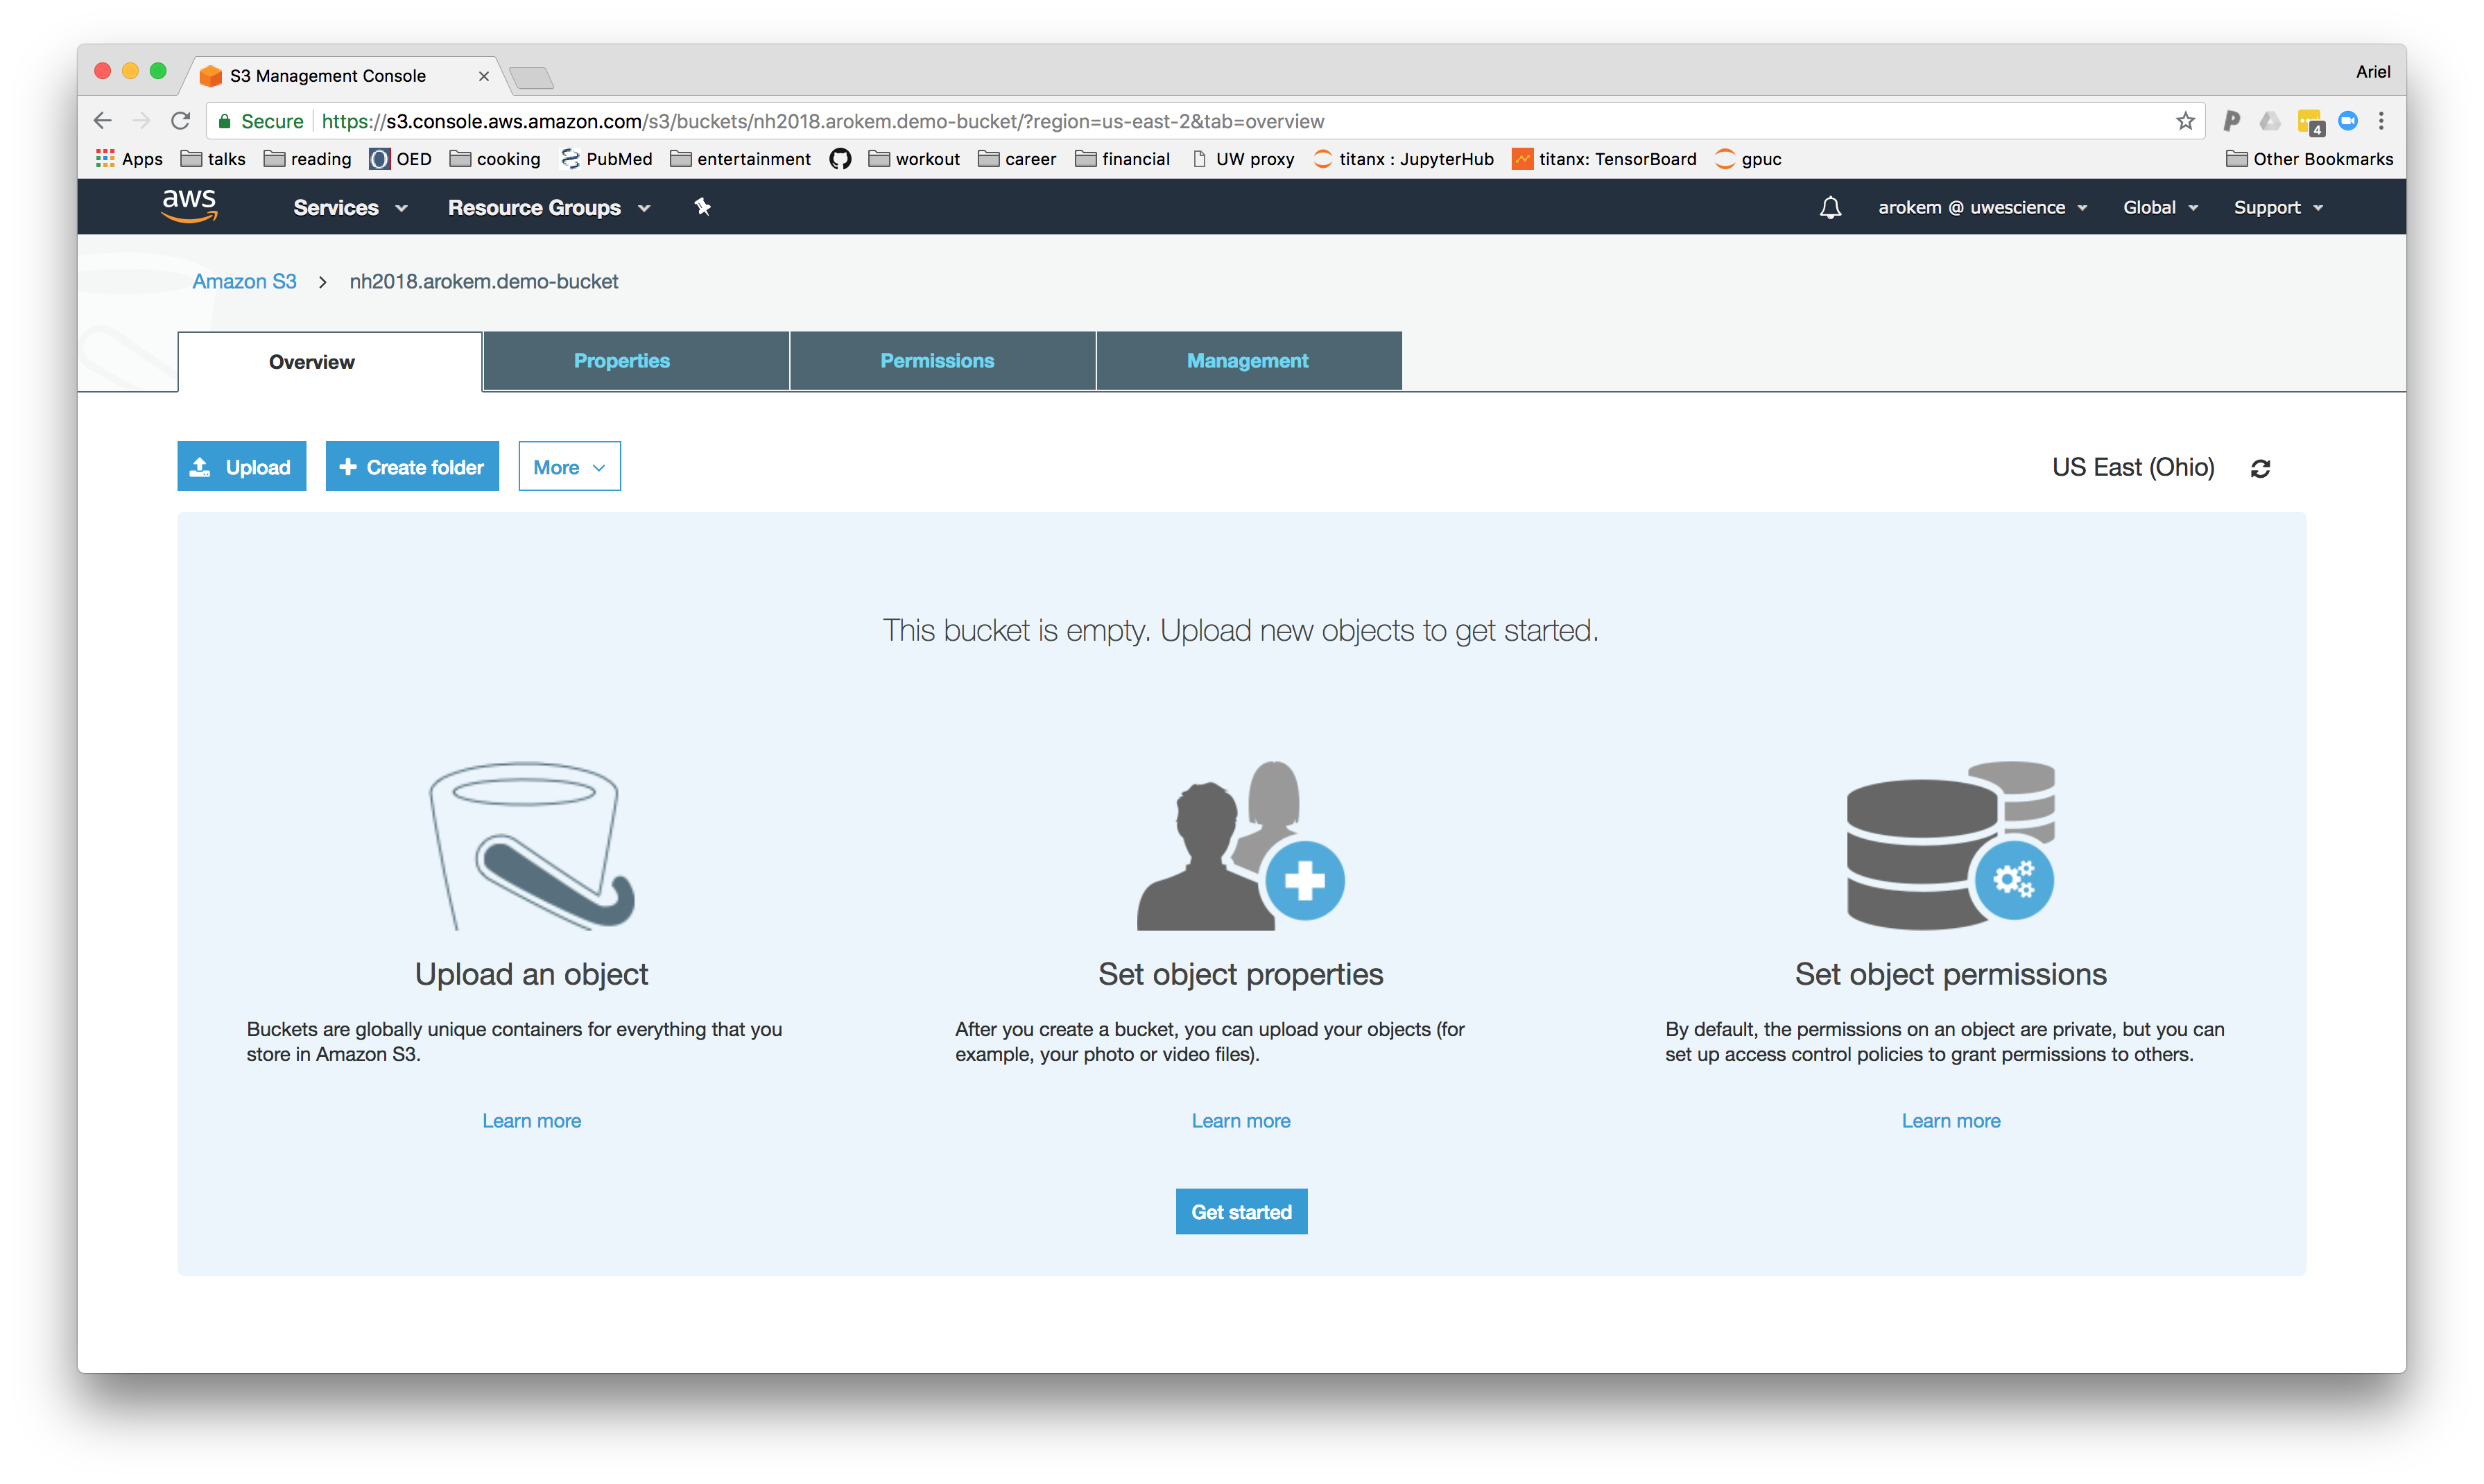 S3 Management Console
Ariel
Secure https://s3.console.aws.amazon.com/s3/buckets/nh2018.arokem.demo-bucket/?region=us-east-2&tab=overview
4
Apps talks reading OED cooking PubMed entertainment workout career financial UW proxy titanx : JupyterHub titanx: TensorBoard gpuc Other Bookmarks
aws Services Resource Groups arokem @ uwescience Global Support
Amazon S3 > nh2018.arokem.demo-bucket
Overview Properties Permissions Management
Upload Create folder More US East (Ohio)
This bucket is empty. Upload new objects to get started.
Upload an object
Buckets are globally unique containers for everything that you
store in Amazon S3.
Learn more
Set object properties
After you create a bucket, you can upload your objects (for
example, your photo or video files).
Learn more
Set object permissions
By default, the permissions on an object are private, but you can
set up access control policies to grant permissions to others.
Learn more
Get started